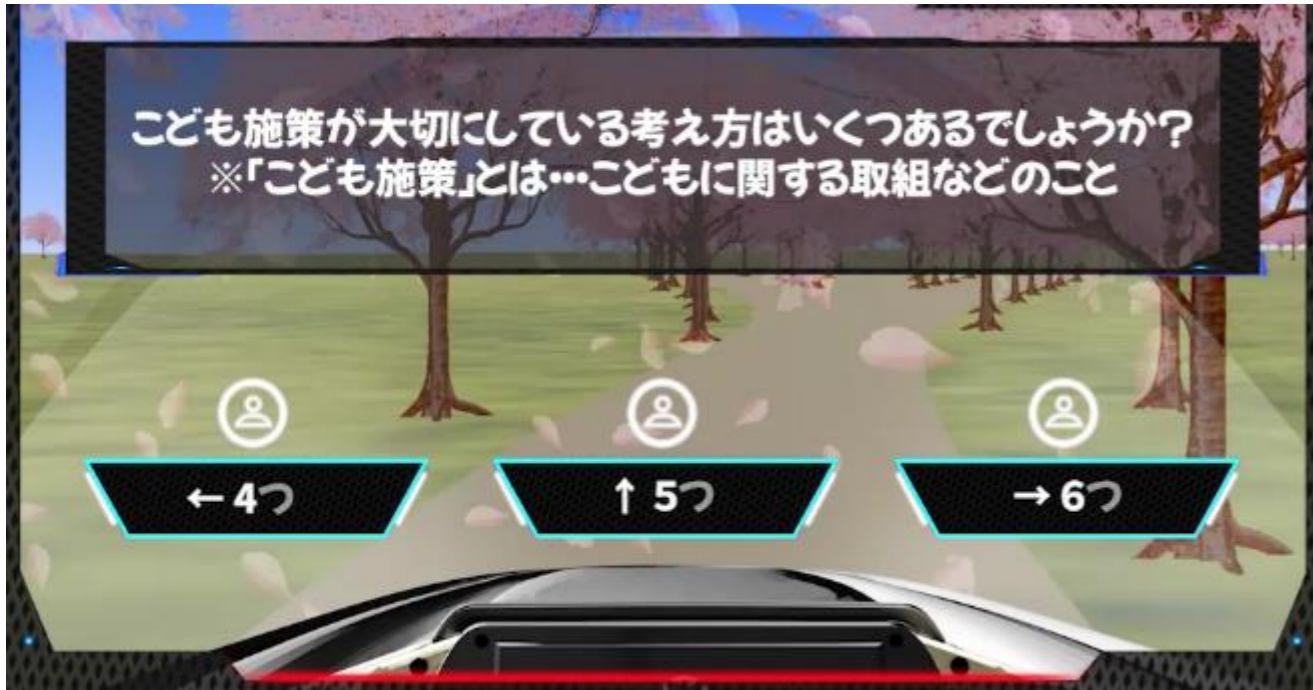 こども施策が大切にしている考え方はいくつあるでしょうか?
※「こども施策」とは…こどもに関する取組などのこと
←4つ
↑5つ
→6つ